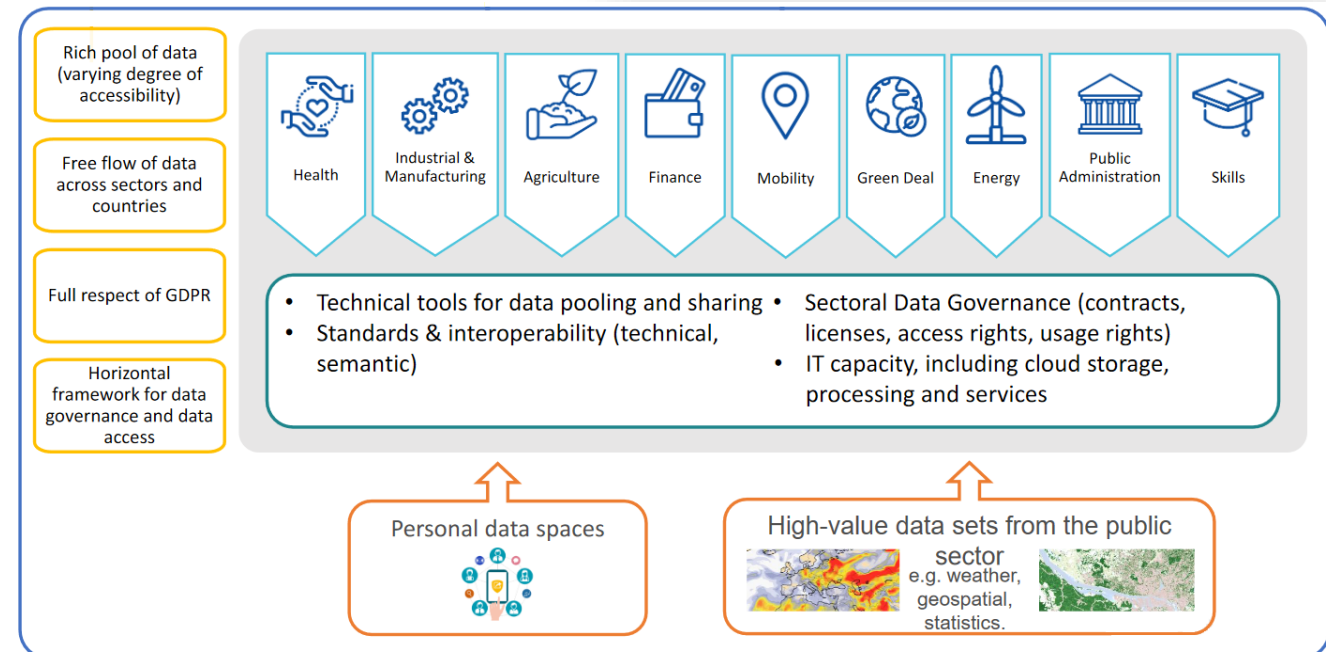 Rich pool of data
(varying degree of
accessibility)
Free flow of data
across sectors and
countries
Full respect of GDPR
Horizontal
framework for data
governance and data
access
Health
Industrial &
Manufacturing
Agriculture
Finance
Mobility
Green Deal
Energy
Public
Administration
Skills
• Technical tools for data pooling and sharing
• Standards & interoperability (technical,
semantic)
• Sectoral Data Governance (contracts,
licenses, access rights, usage rights)
• IT capacity, including cloud storage,
processing and services
Personal data spaces
High-value data sets from the public
sector
e.g. weather,
geospatial,
statistics.